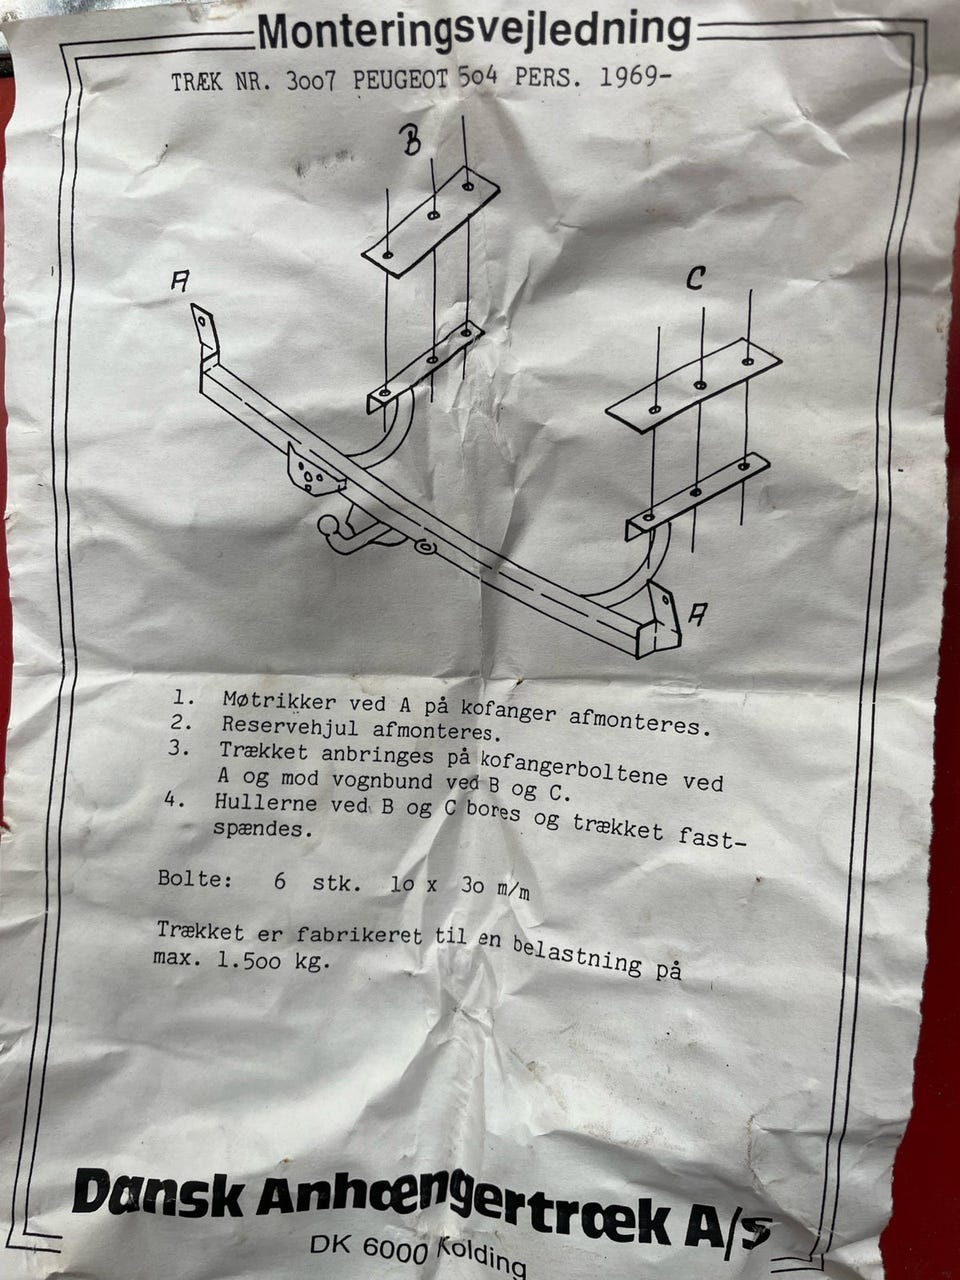 Monteringsvejledning
TRÆK NR. 3oo7 PEUGEOT 5o4 PERS. 1969-
B
A
C
A
1. Møtrikker ved A på kofanger afmonteres.
2. Reservehjul afmonteres.
3. Trækket anbringes på kofangerboltene ved
A og mod vognbund ved B og C.
4. Hullerne ved B og C bores og trækket fast-
spændes.
Bolte: 6 stk. lo x 3o m/m
Trækket er fabrikeret til en belastning på
max. 1.5oo kg.
Dansk Anhængertræk A/S
DK 6000 Kolding